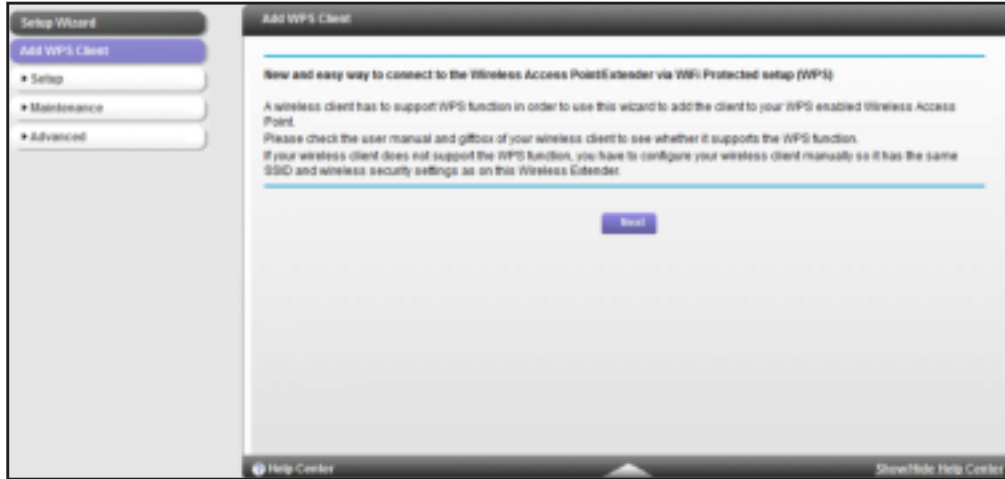 Setup Wizard
Add WPS Client
Setup
Maintenance
Advanced
Add WPS Client
New and easy way to connect to the Wireless Access Point/Extender via WiFi Protected setup (WPS)
A wireless client has to support WPS function in order to use this wizard to add the client to your WPS enabled Wireless Access
Point.
Please check the user manual and giftbox of your wireless client to see whether it supports the WPS function.
If your wireless client does not support the WPS function, you have to configure your wireless client manually so it has the same
SSID and wireless security settings as on this Wireless Extender.
Next
Help Center
Show/Hide Help Center